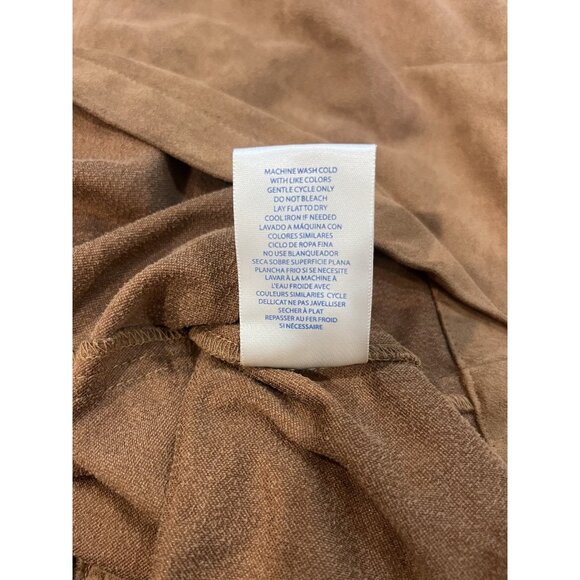 MACHINE WASH COLD
WITH LIKE COLORS
GENTLE CYCLE ONLY
DO NOT BLEACH
LAY FLAT TO DRY
COOL IRON IF NEEDED
LAVADO A MÁQUINA CON
COLORES SIMILARES
CICLO DE ROPA FINA
NO USE BLANQUEADOR
SECA SOBRE SUPERFICIE PLANA
PLANCHA FRIO SI SE NECESITE
LAVAR À LA MACHINE À
L'EAU FROIDE AVEC
COULEURS SIMILARIES CYCLE
DELLICAT NE PAS JAVELLISER
SECHER À PLAT
REPASSER AU FER FROID
SI NÉCESSAIRE